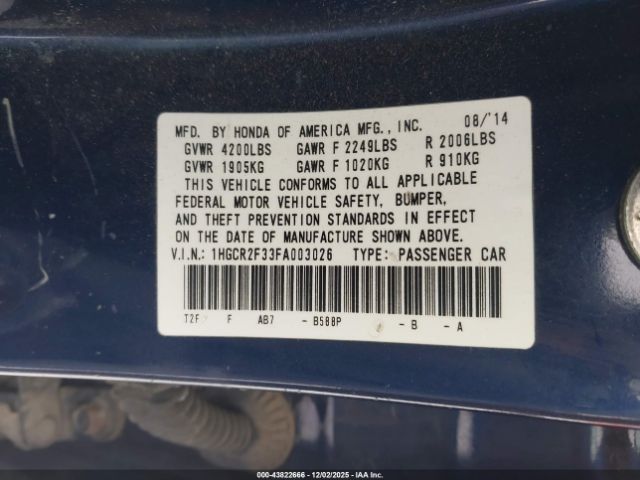 MFD. BY HONDA OF AMERICA MFG., INC. 08/'14
GVWR 4200LBS GAWR F 2249LBS R 2006LBS
GVWR 1905KG GAWR F 1020KG R 910KG
THIS VEHICLE CONFORMS TO ALL APPLICABLE
FEDERAL MOTOR VEHICLE SAFETY, BUMPER,
AND THEFT PREVENTION STANDARDS IN EFFECT
ON THE DATE OF MANUFACTURE SHOWN ABOVE.
V.I.N.: 1HGCR2F33FA003026 TYPE: PASSENGER CAR
T2F F AB7 - B588P - B - A
000-43822666 - 12/02/2025 - IAA Inc.